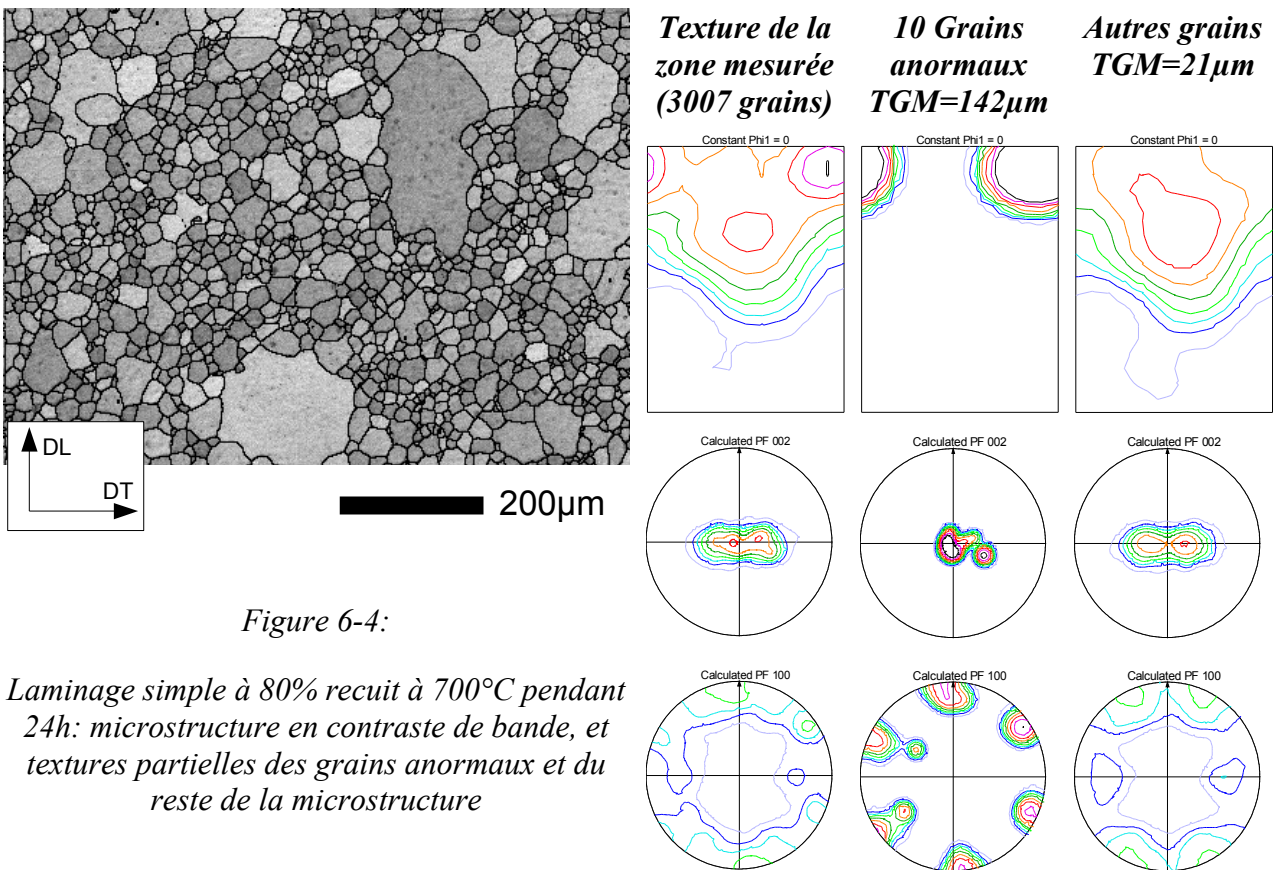 Texture de la
zone mesurée
(3007 grains)
10 Grains
anormaux
TGM=142µm
Autres grains
TGM=21µm
Constant Phi1 = 0
Constant Phi1 = 0
Constant Phi1 = 0
DL
DT
200µm
Calculated PF 002
Calculated PF 002
Calculated PF 002
Figure 6-4:
Laminage simple à 80% recuit à 700°C pendant
24h: microstructure en contraste de bande, et
textures partielles des grains anormaux et du
reste de la microstructure
Calculated PF 100
Calculated PF 100
Calculated PF 100